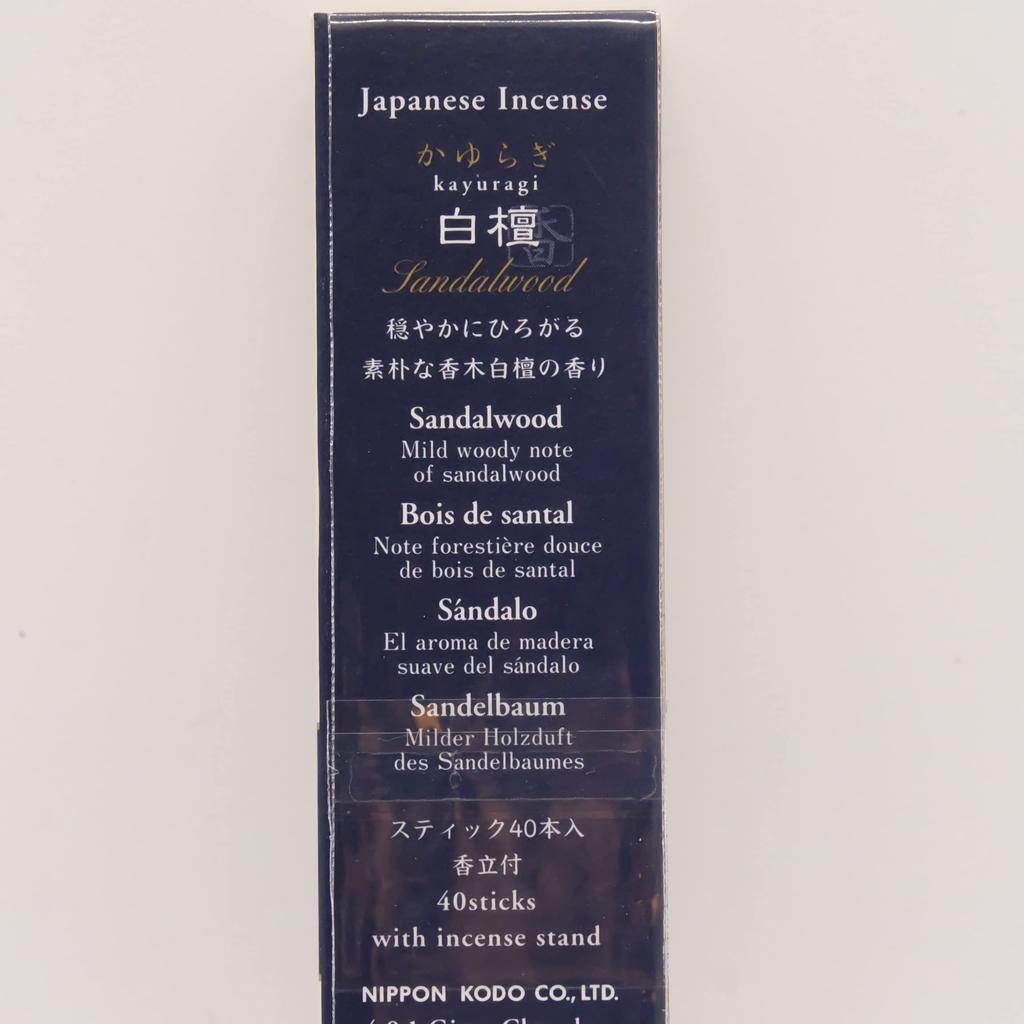 Japanese Incense
かゆらぎ
kayuragi
白檀
香
Sandalwood
穏やかにひろがる
素朴な香木白檀の香り
Sandalwood
Mild woody note
of sandalwood
Bois de santal
Note forestière douce
de bois de santal
Sándalo
El aroma de madera
suave del sándalo
Sandelbaum
Milder Holzduft
des Sandelbaumes
スティック40本入
香立付
40sticks
with incense stand
NIPPON KODO CO., LTD.